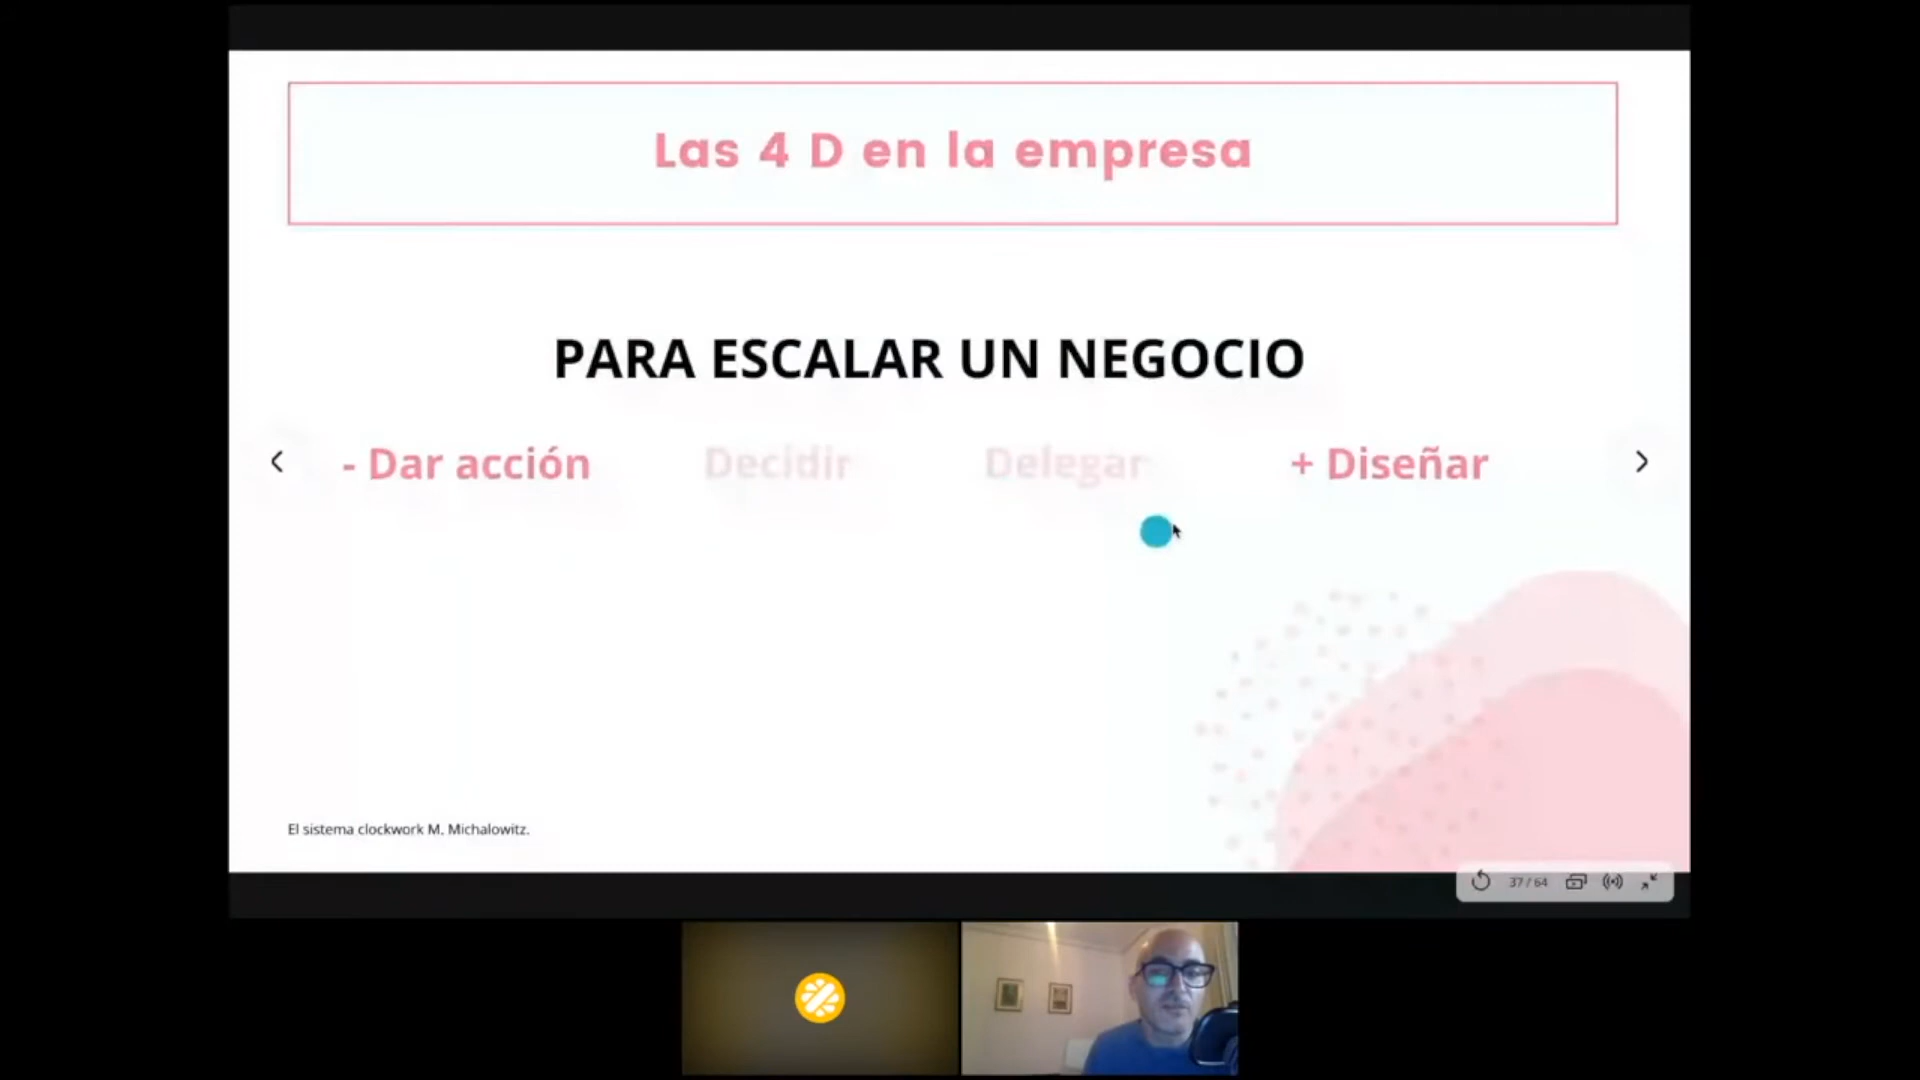 Las 4 D en la empresa
PARA ESCALAR UN NEGOCIO
- Dar acción Decidir Delegar + Diseñar
El sistema clockwork M. Michalowitz.
37 / 64